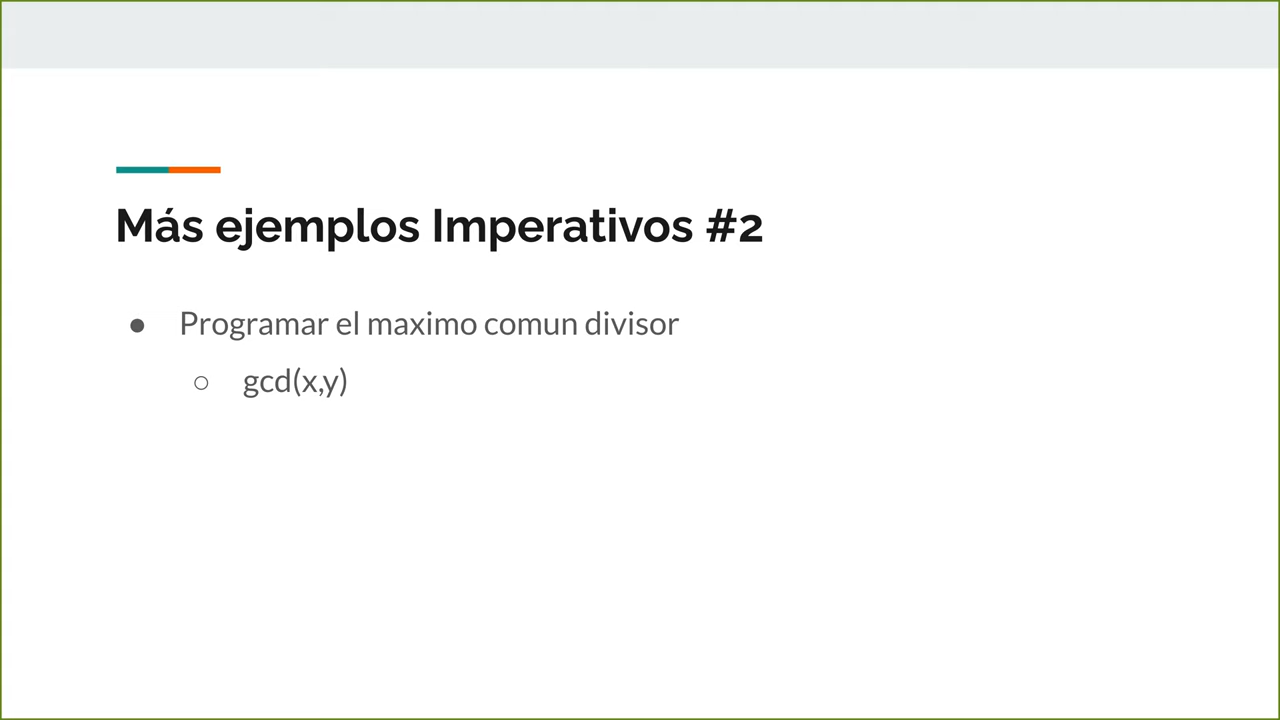 Más ejemplos Imperativos #2
● Programar el maximo comun divisor
○ gcd(x,y)